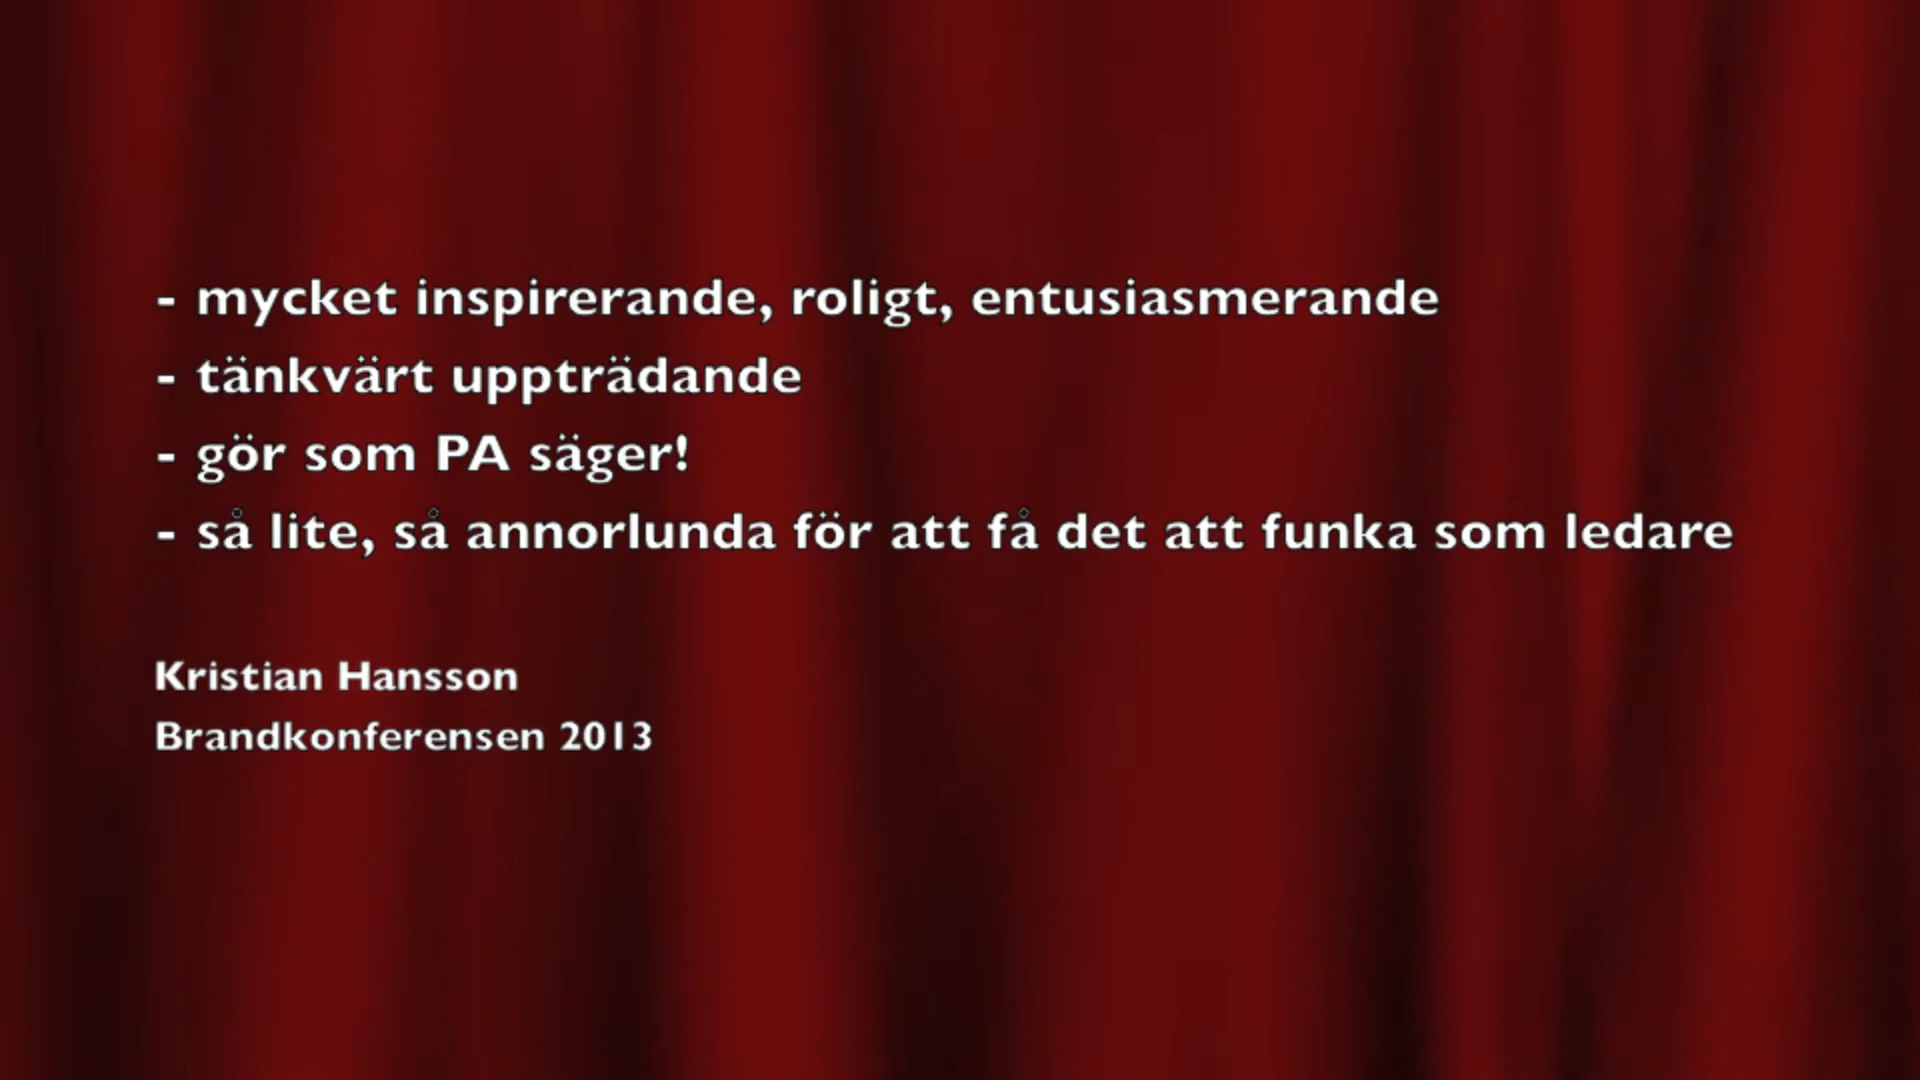 - mycket inspirerande, roligt, entusiasmerande
- tänkvärt uppträdande
- gör som PA säger!
- så lite, så annorlunda för att få det att funka som ledare
Kristian Hansson
Brandkonferensen 2013